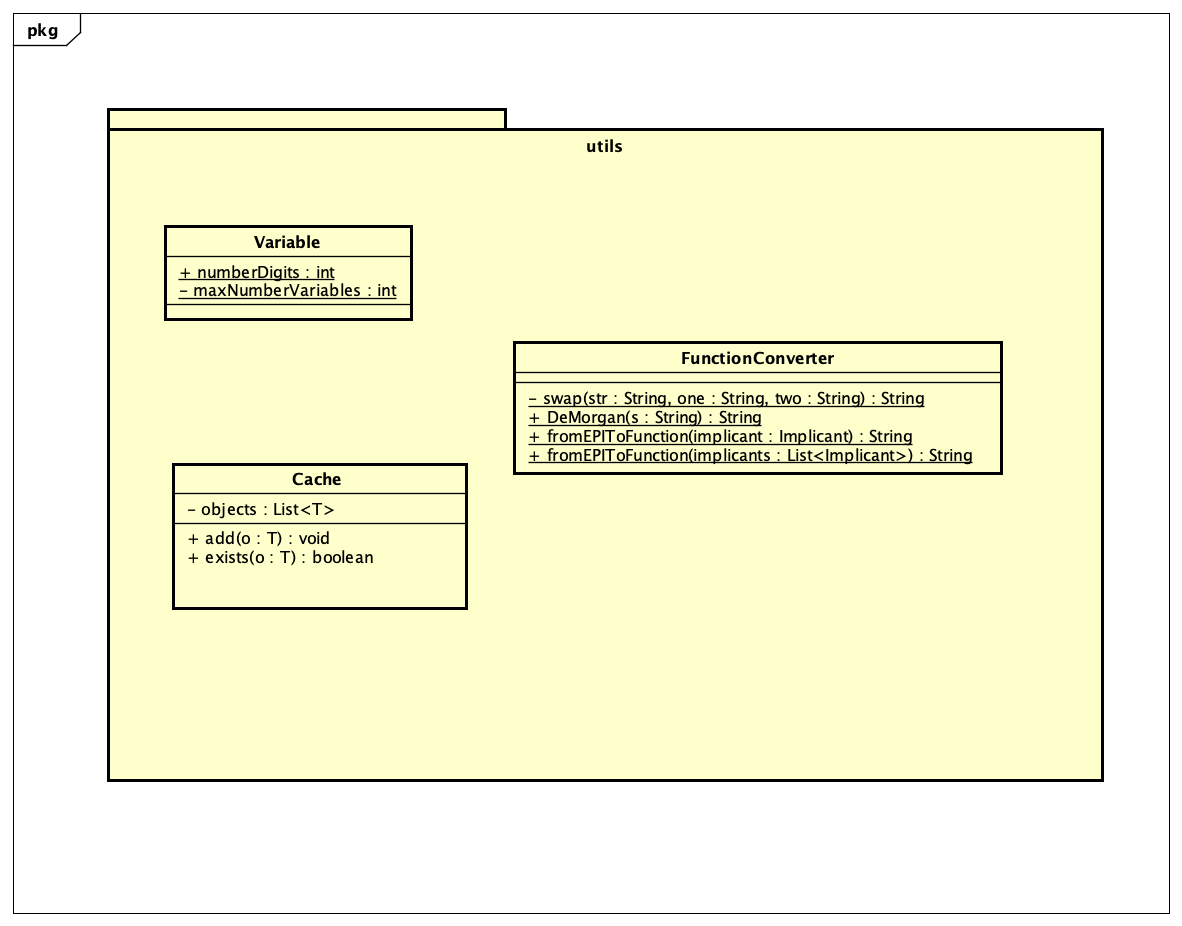 pkg
utils
Variable
+ numberDigits : int
- maxNumberVariables : int
FunctionConverter
- swap(str : String, one : String, two : String) : String
+ DeMorgan(s : String) : String
+ fromEPIToFunction(implicant : Implicant) : String
+ fromEPIToFunction(implicants : List<Implicant>) : String
Cache
- objects : List<T>
+ add(o : T) : void
+ exists(o : T) : boolean